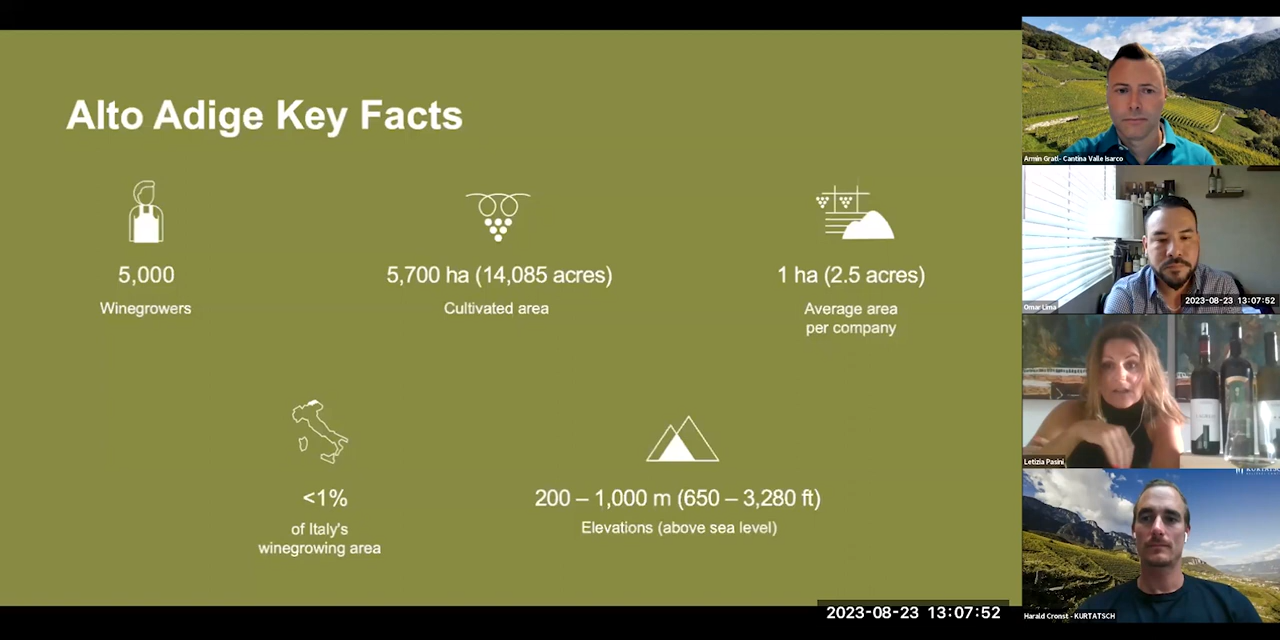 Alto Adige Key Facts
5,000
Winegrowers
5,700 ha (14,085 acres)
Cultivated area
1 ha (2.5 acres)
Average area
per company
<1%
of Italy's
winegrowing area
200 – 1,000 m (650 – 3,280 ft)
Elevations (above sea level)
2023-08-23 13:07:52
Armin Gratl- Cantina Valle Isarco
2023-08-23 13:07:52
Omar Lima
Letizia Pasini
KURTATSCH
Harald Cronst - KURTATSCH